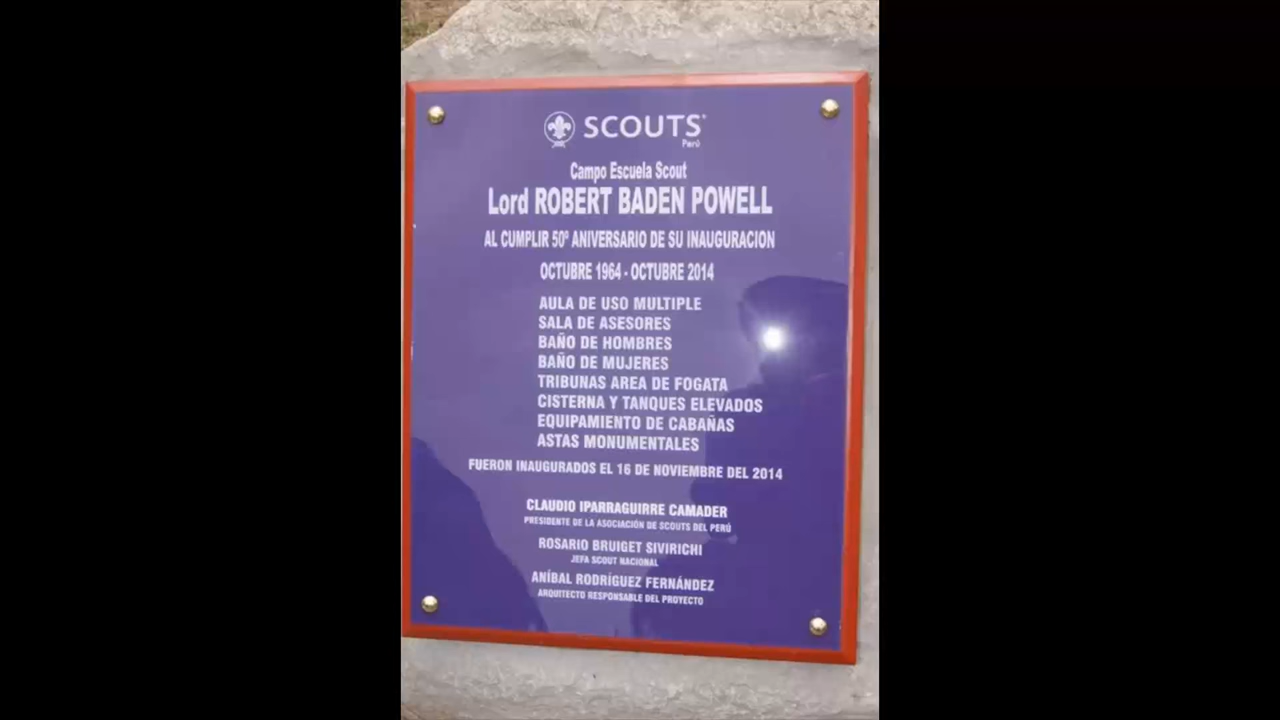 SCOUTS
Perú
Campo Escuela Scout
Lord ROBERT BADEN POWELL
AL CUMPLIR 50º ANIVERSARIO DE SU INAUGURACION
OCTUBRE 1964 - OCTUBRE 2014
AULA DE USO MULTIPLE
SALA DE ASESORES
BAÑO DE HOMBRES
BAÑO DE MUJERES
TRIBUNAS AREA DE FOGATA
CISTERNA Y TANQUES ELEVADOS
EQUIPAMIENTO DE CABAÑAS
ASTAS MONUMENTALES
FUERON INAUGURADOS EL 16 DE NOVIEMBRE DEL 2014
CLAUDIO IPARRAGUIRRE CAMADER
PRESIDENTE DE LA ASOCIACIÓN DE SCOUTS DEL PERÚ
ROSARIO BRUIGET SIVIRICHI
JEFA SCOUT NACIONAL
ANÍBAL RODRÍGUEZ FERNÁNDEZ
ARQUITECTO RESPONSABLE DEL PROYECTO